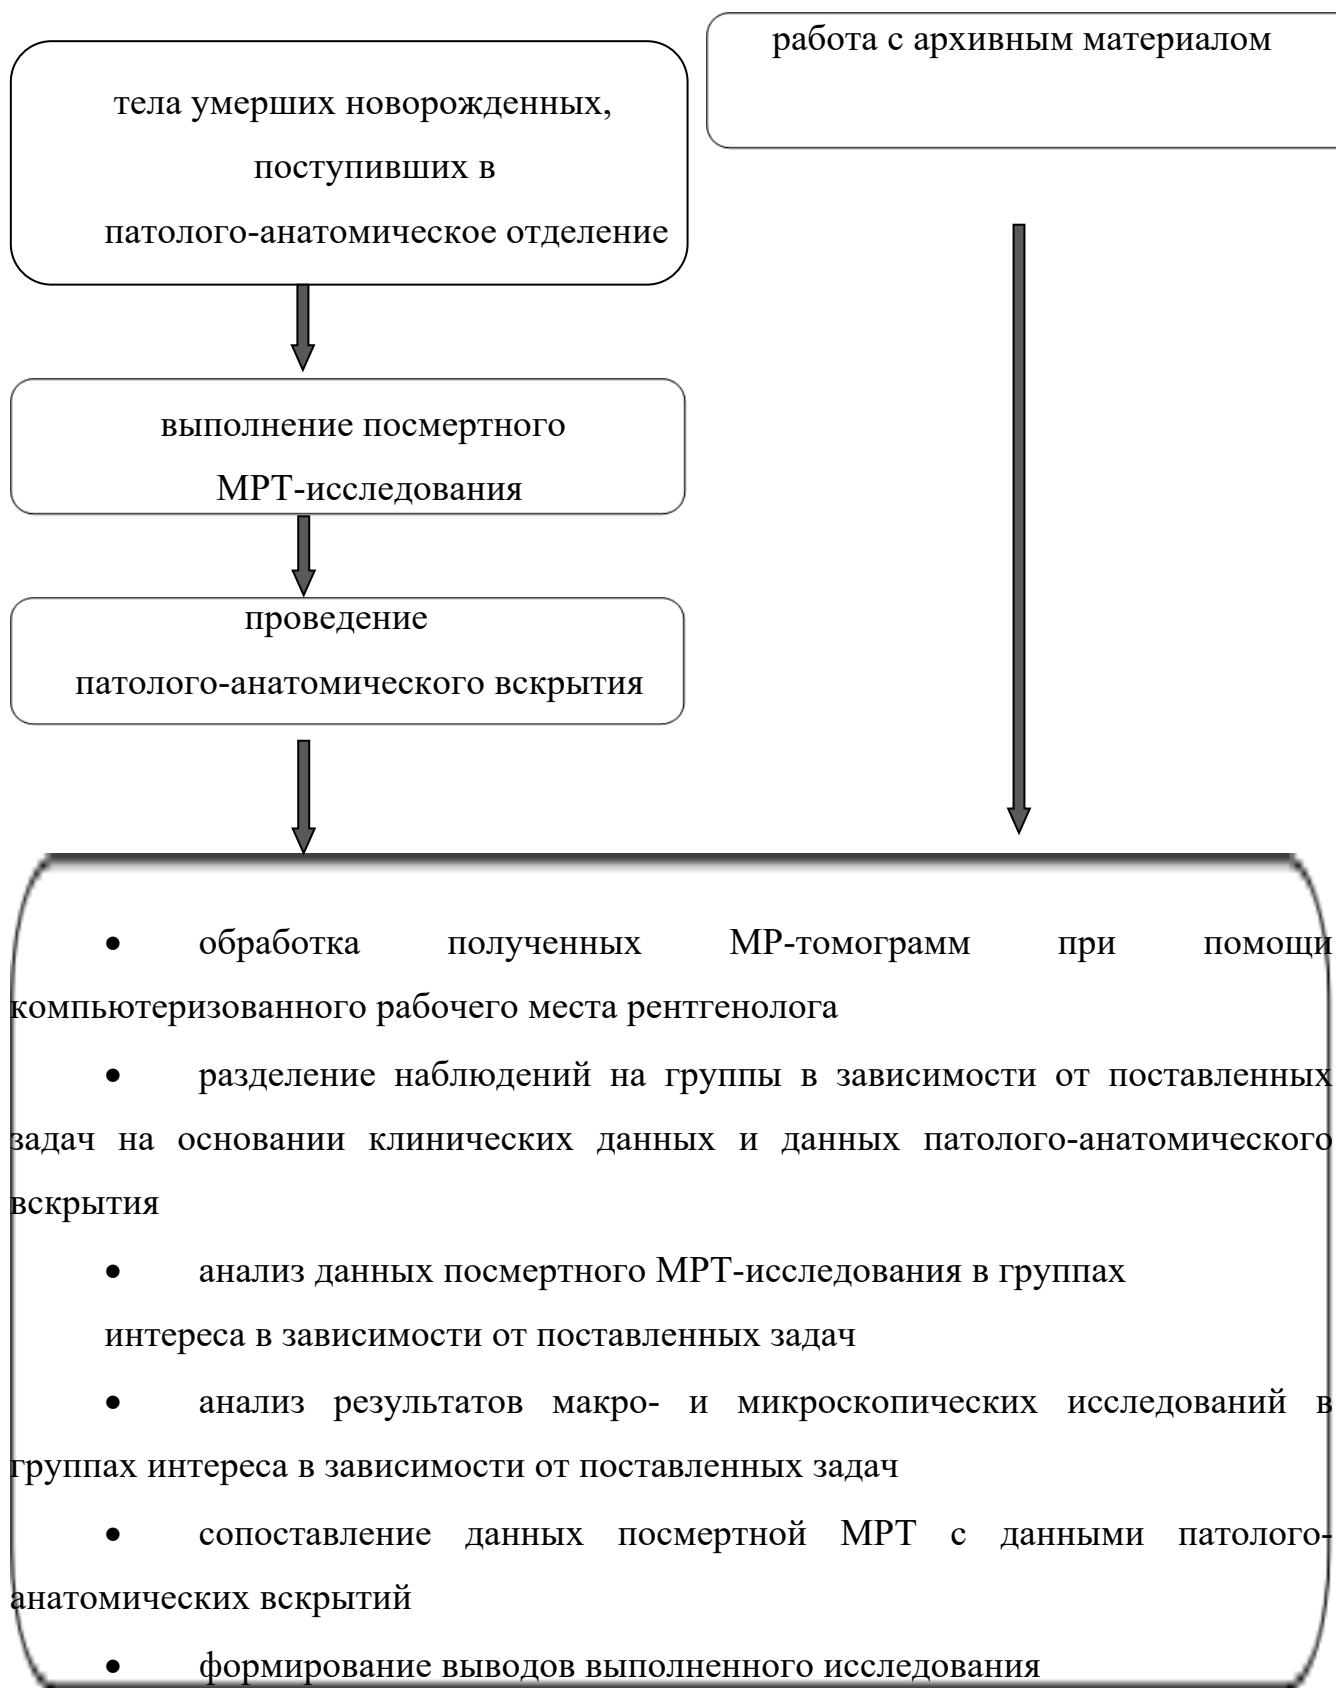 работа с архивным материалом
тела умерших новорожденных,
поступивших в
патолого-анатомическое отделение
выполнение посмертного
МРТ-исследования
проведение
патолого-анатомического вскрытия
• обработка полученных МР-томограмм при помощи
компьютеризованного рабочего места рентгенолога
• разделение наблюдений на группы в зависимости от поставленных
задач на основании клинических данных и данных патолого-анатомического
вскрытия
• анализ данных посмертного МРТ-исследования в группах
интереса в зависимости от поставленных задач
• анализ результатов макро- и микроскопических исследований в
группах интереса в зависимости от поставленных задач
• сопоставление данных посмертной МРТ с данными патолого-
анатомических вскрытий
• формирование выводов выполненного исследования